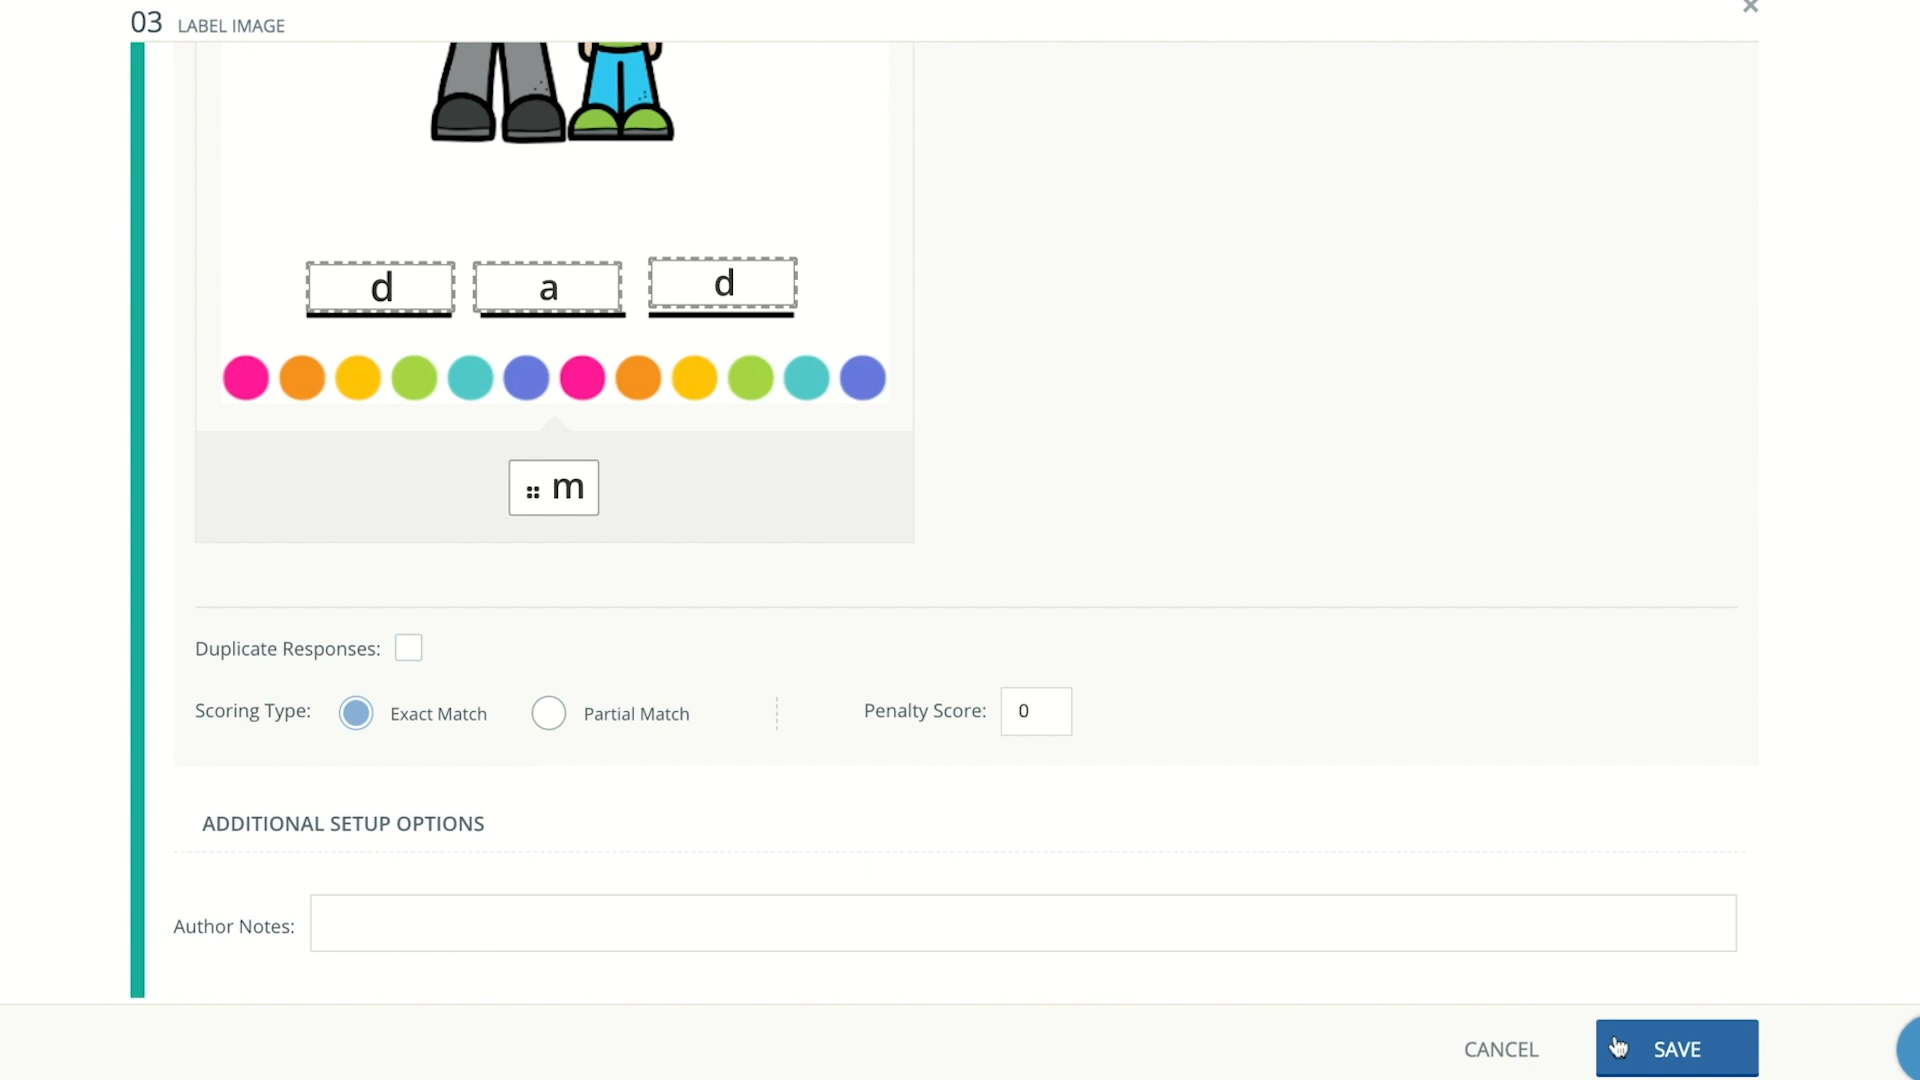 03 LABEL IMAGE
d a d
m
Duplicate Responses:
Scoring Type: Exact Match Partial Match Penalty Score: 0
ADDITIONAL SETUP OPTIONS
Author Notes:
CANCEL SAVE